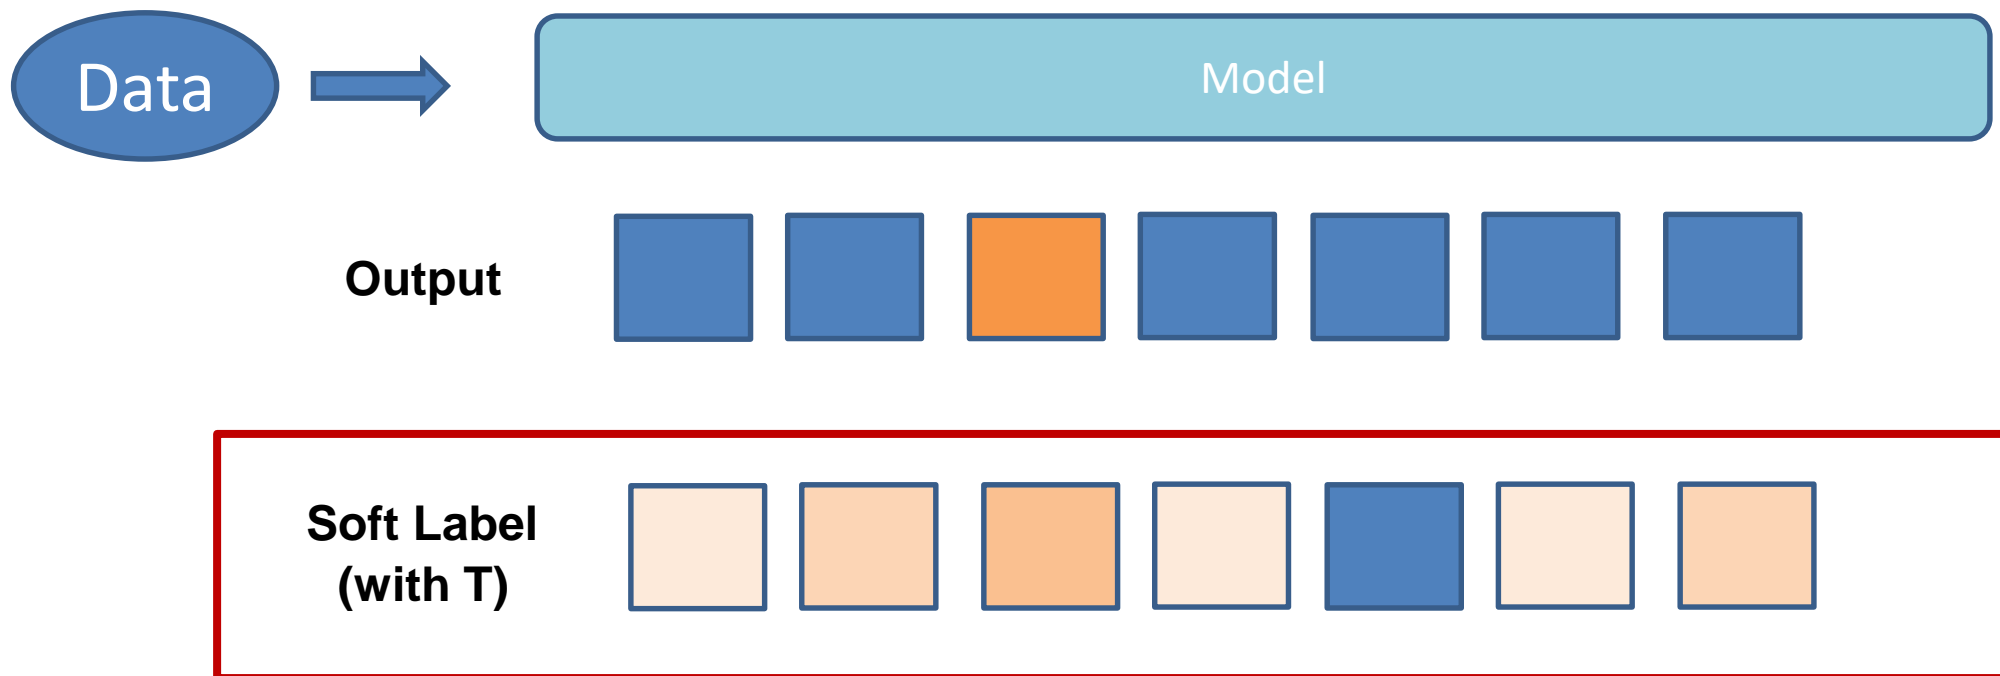 Data
Model
Output
Soft Label
(with T)